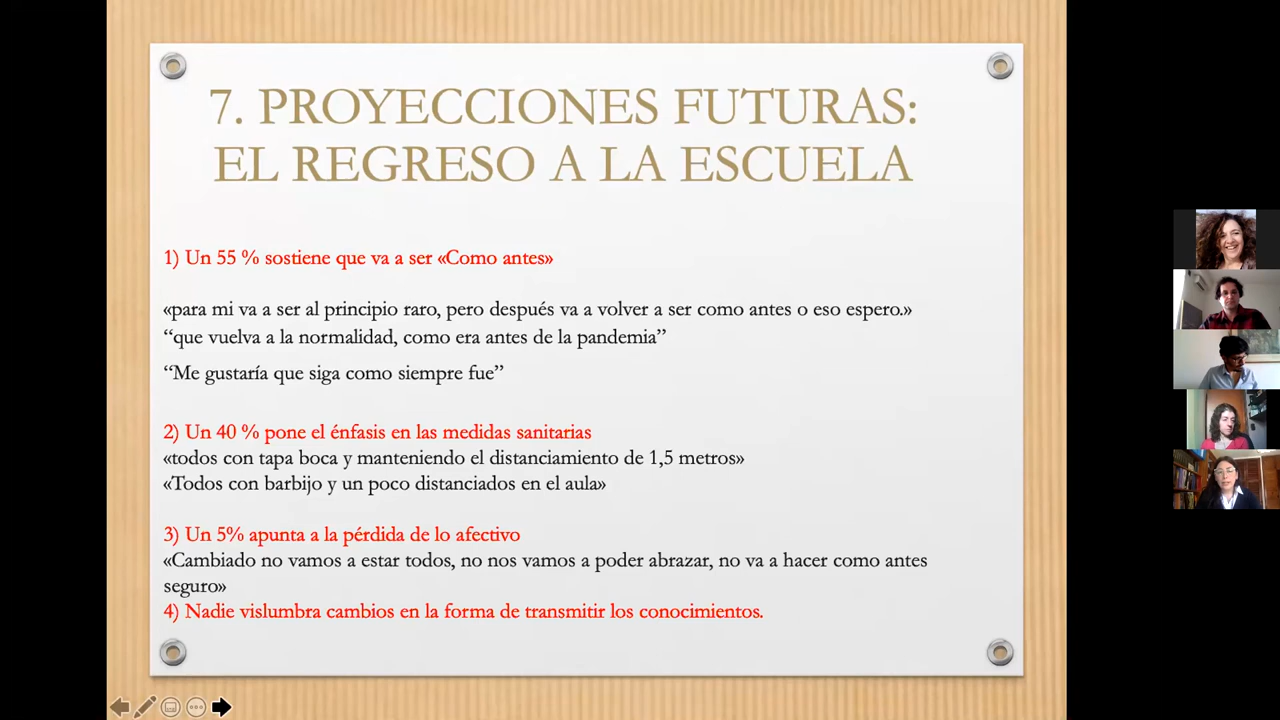 7. PROYECCIONES FUTURAS:
EL REGRESO A LA ESCUELA
1) Un 55 % sostiene que va a ser «Como antes»
«para mi va a ser al principio raro, pero después va a volver a ser como antes o eso espero.»
“que vuelva a la normalidad, como era antes de la pandemia”
“Me gustaría que siga como siempre fue”
2) Un 40 % pone el énfasis en las medidas sanitarias
«todos con tapa boca y manteniendo el distanciamiento de 1,5 metros»
«Todos con barbijo y un poco distanciados en el aula»
3) Un 5% apunta a la pérdida de lo afectivo
«Cambiado no vamos a estar todos, no nos vamos a poder abrazar, no va a hacer como antes
seguro»
4) Nadie vislumbra cambios en la forma de transmitir los conocimientos.